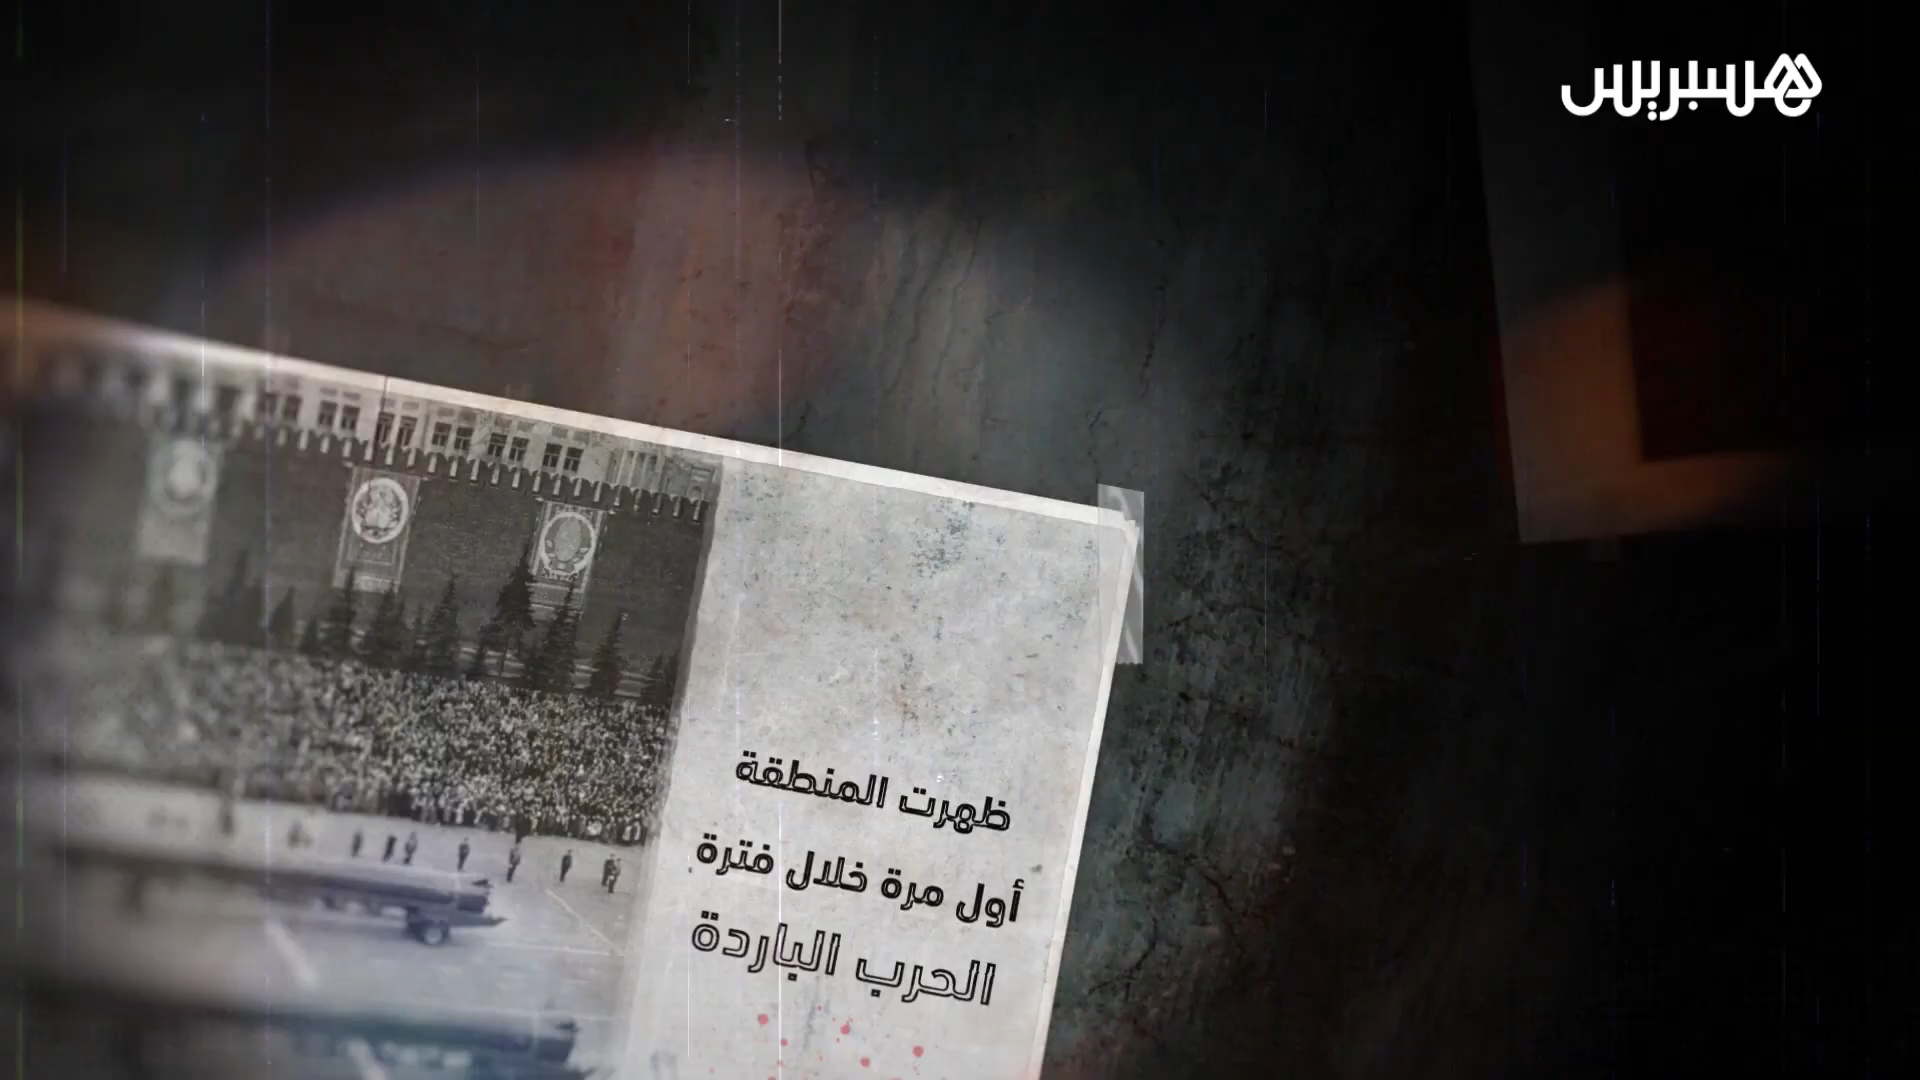 هسبريس
ظهرت المنطقة
أول مرة خلال فترة
الحرب الباردة